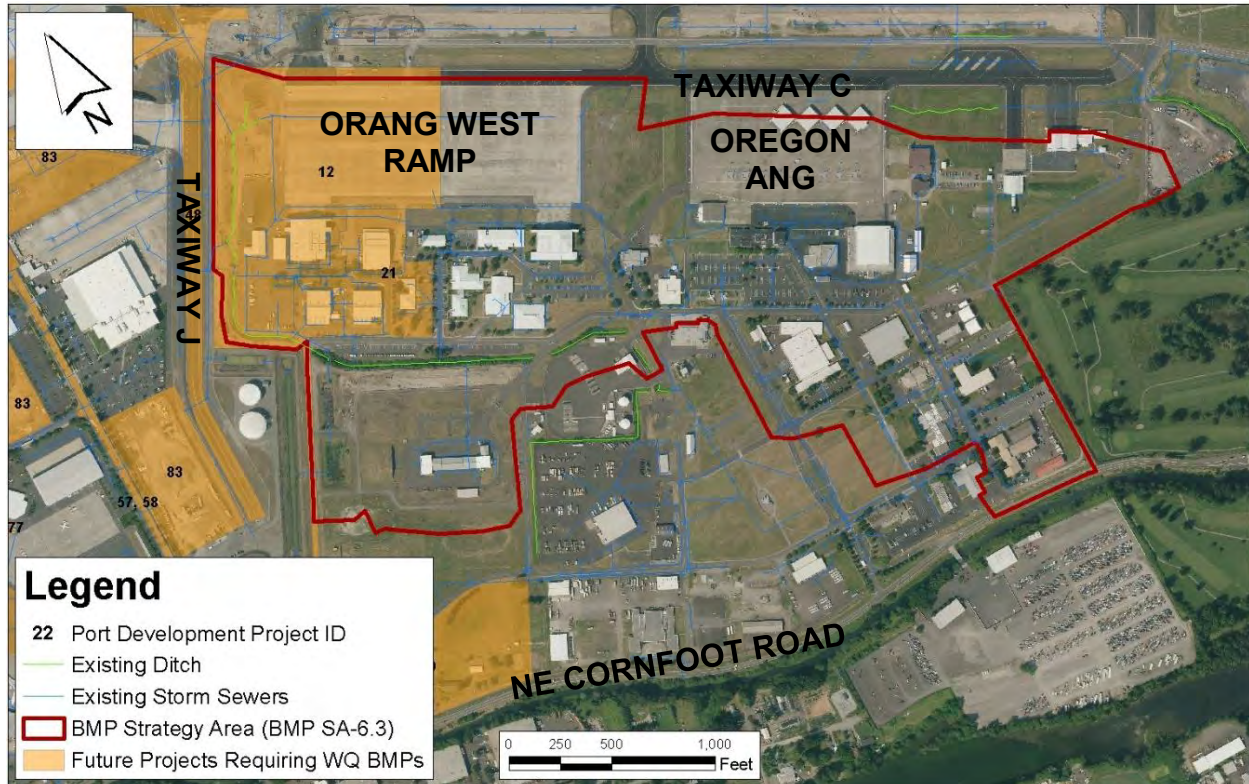 N
TAXIWAY C
ORANG WEST
RAMP
OREGON
ANG
83
12
TAXIWAY J
21
83
83
57, 58
77
NE CORNFOOT ROAD
Legend
22 Port Development Project ID
Existing Ditch
Existing Storm Sewers
BMP Strategy Area (BMP SA-6.3)
Future Projects Requiring WQ BMPs
0 250 500 1,000
Feet